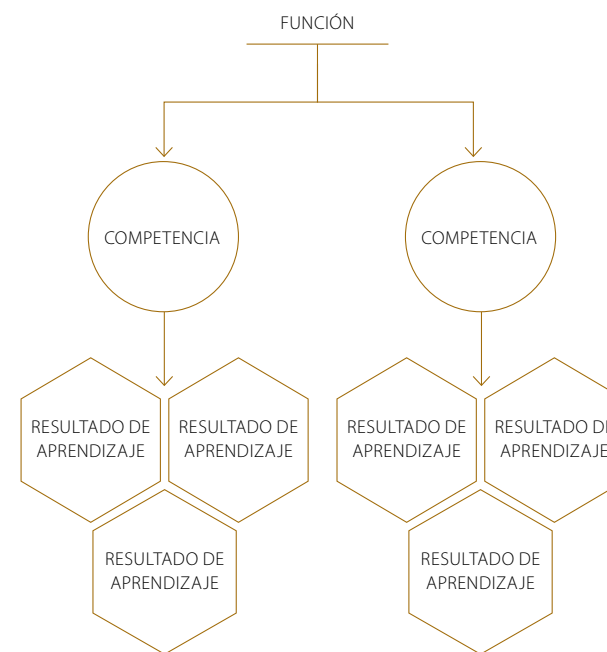 FUNCIÓN
COMPETENCIA
COMPETENCIA
RESULTADO DE
APRENDIZAJE
RESULTADO DE
APRENDIZAJE
RESULTADO DE
APRENDIZAJE
RESULTADO DE
APRENDIZAJE
RESULTADO DE
APRENDIZAJE
RESULTADO DE
APRENDIZAJE